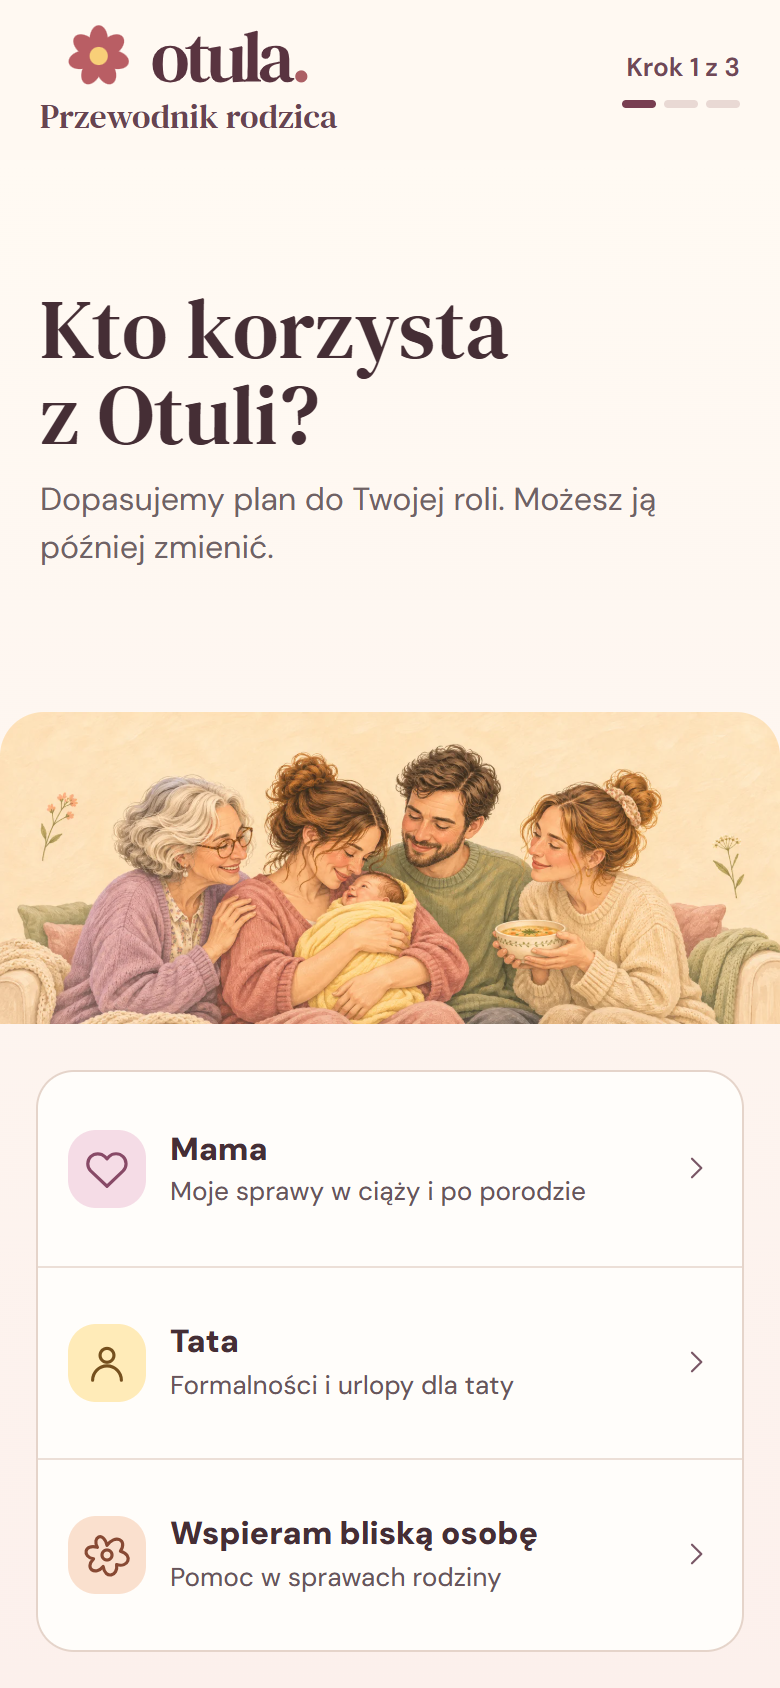 otula.
Przewodnik rodzica
Krok 1 z 3
Kto korzysta
z Otuli?
Dopasujemy plan do Twojej roli. Możesz ją
później zmienić.
Mama
Moje sprawy w ciąży i po porodzie
Tata
Formalności i urlopy dla taty
Wspieram bliską osobę
Pomoc w sprawach rodziny